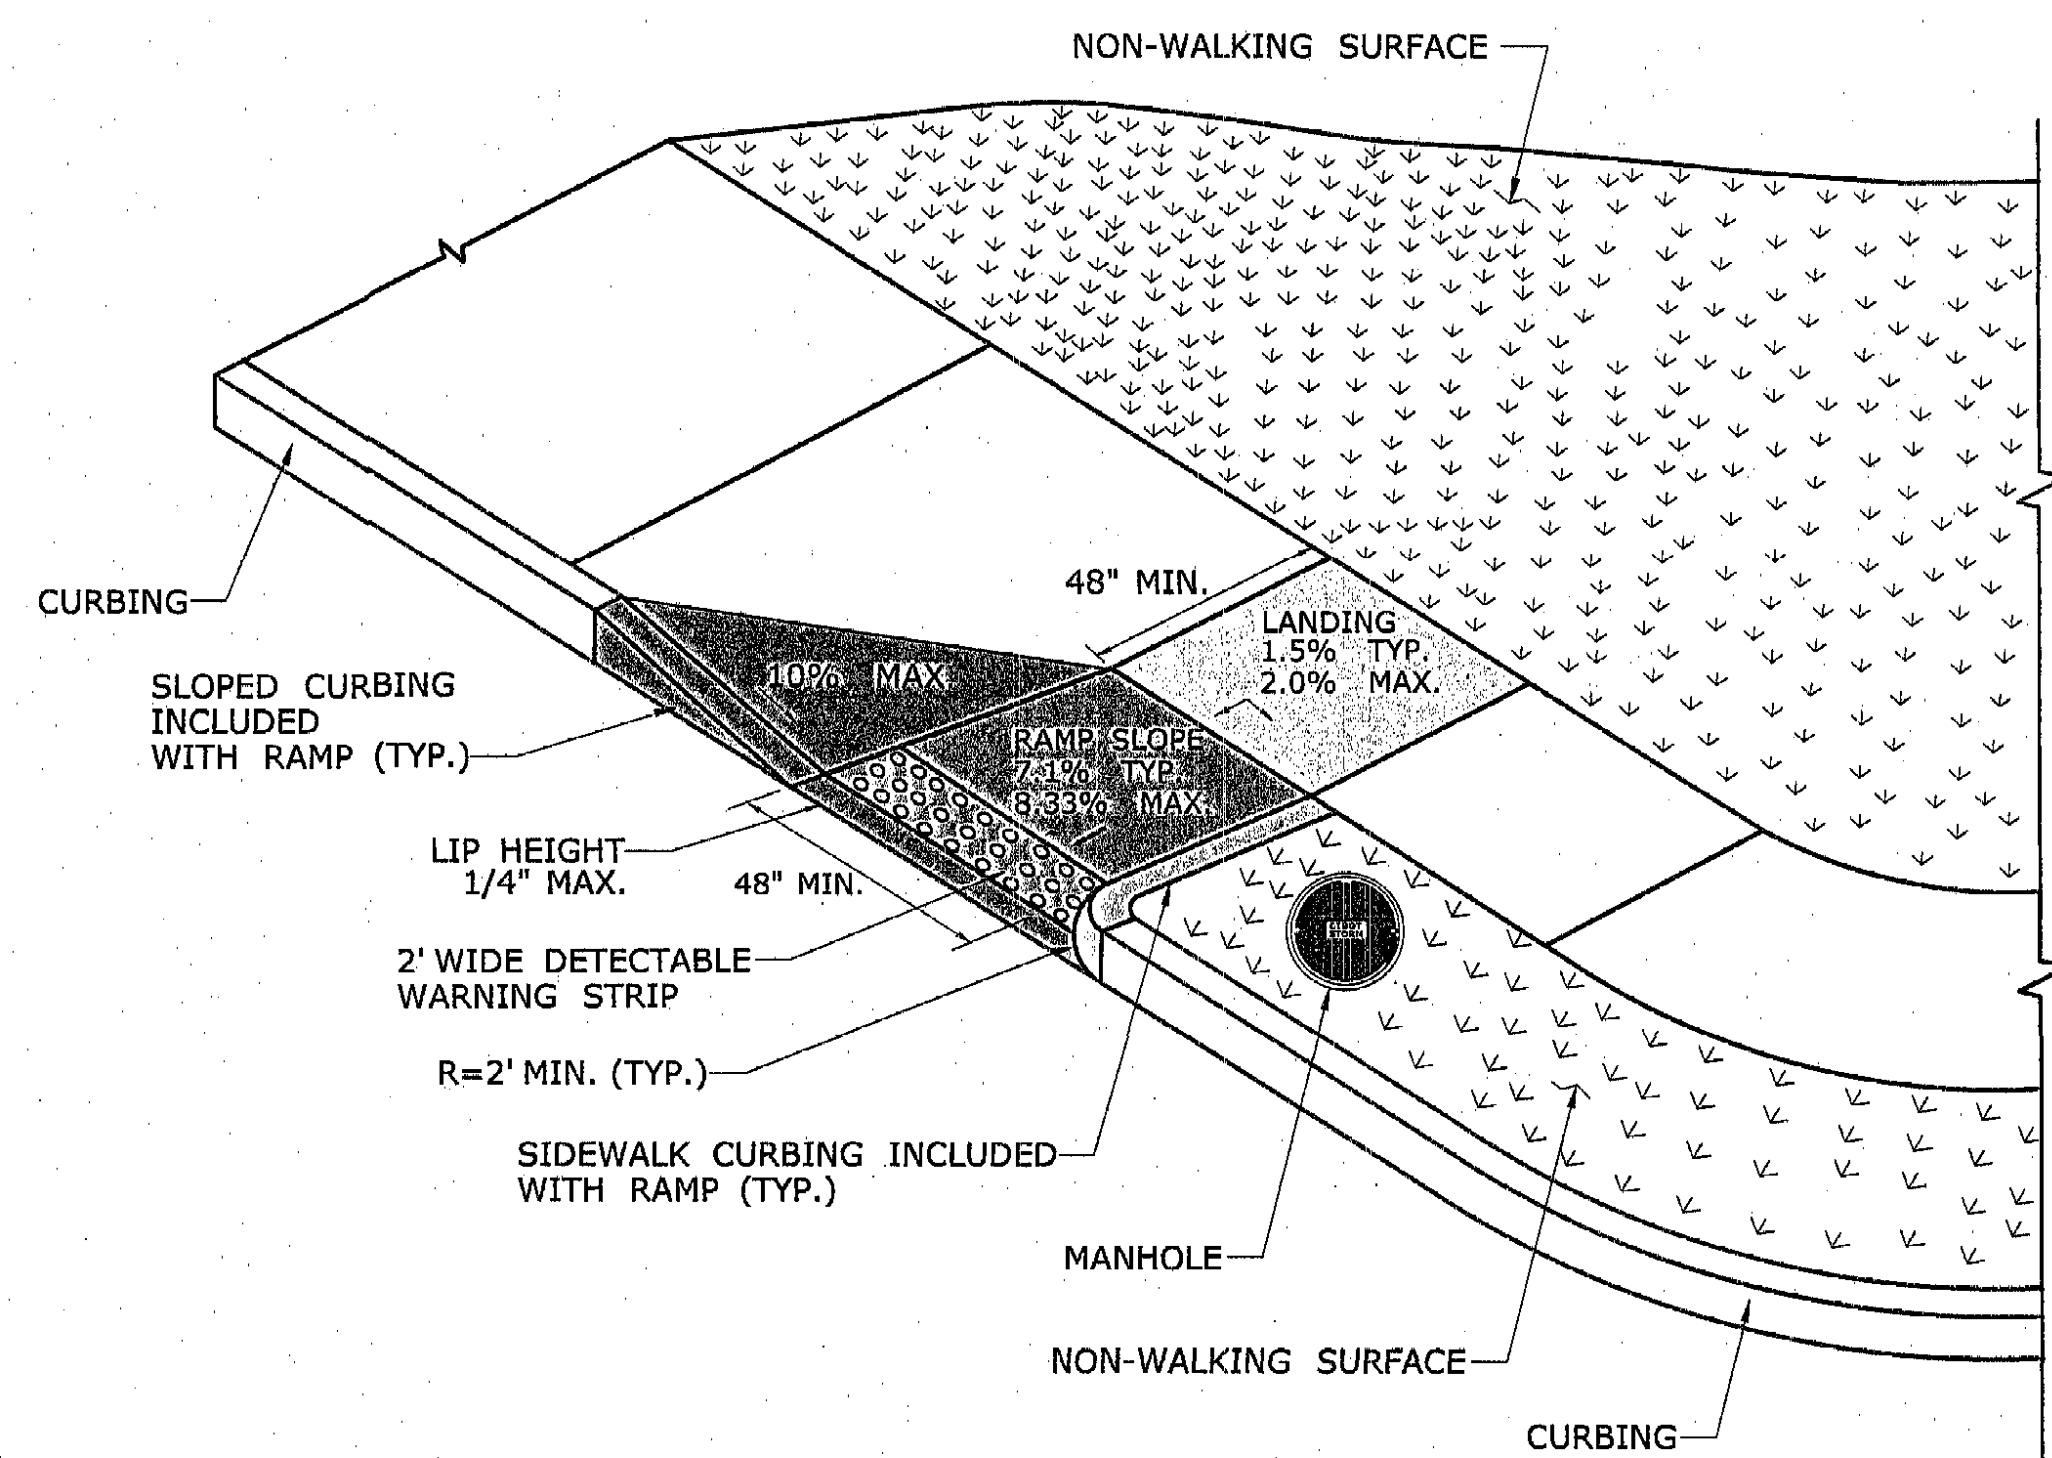 NON-WALKING SURFACE
48" MIN.
CURBING
LANDING
1.5% TYP.
2.0% MAX.
10% MAX.
SLOPED CURBING
INCLUDED
WITH RAMP (TYP.)
RAMP SLOPE
7.1% TYP.
8.33% MAX.
LIP HEIGHT
1/4" MAX.
48" MIN.
STORM
2' WIDE DETECTABLE
WARNING STRIP
R=2' MIN. (TYP.)
SIDEWALK CURBING INCLUDED
WITH RAMP (TYP.)
MANHOLE
NON-WALKING SURFACE
CURBING